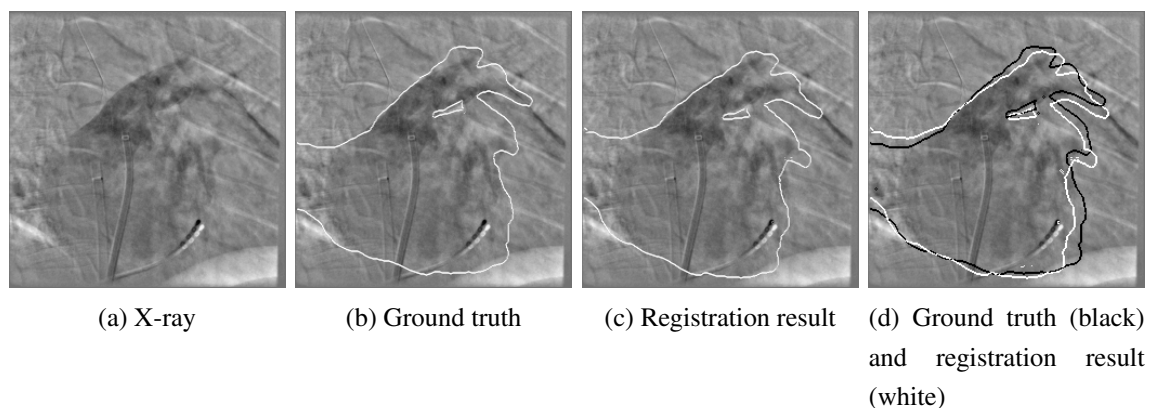 (a) X-ray
(b) Ground truth
(c) Registration result
(d) Ground truth (black)
and registration result
(white)